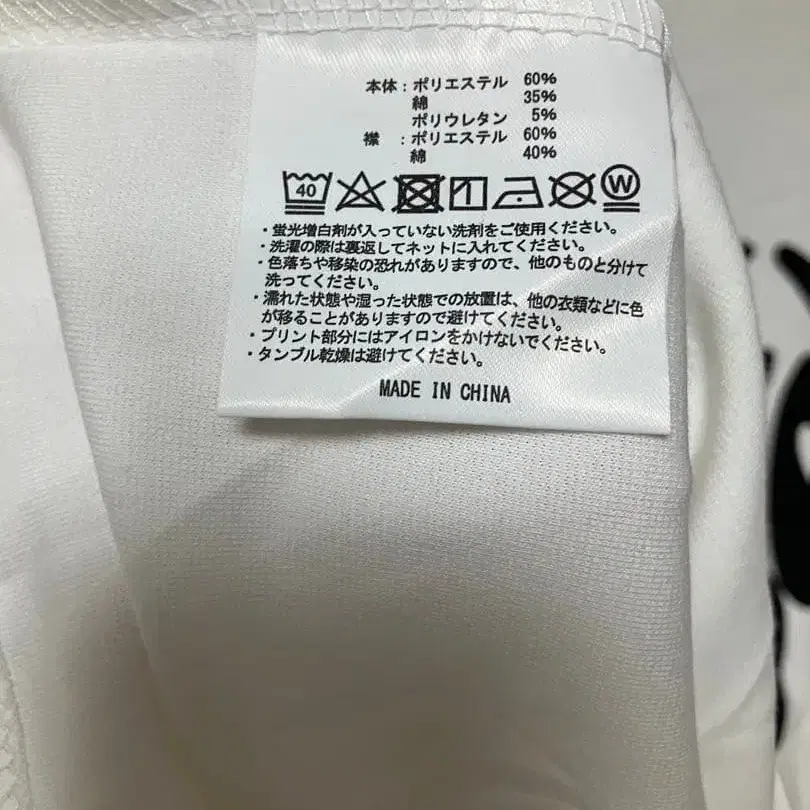 本体:ポリエステル 60%
綿 35%
ポリウレタン 5%
襟 :ポリエステル 60%
綿 40%
40 W
・蛍光増白剤が入っていない洗剤をご使用ください。
・洗濯の際は裏返してネットに入れてください。
・色落ちや移染の恐れがありますので、他のものと分けて
洗ってください。
・濡れた状態や湿った状態での放置は、他の衣類などに色
が移ることがありますので避けてください。
・プリント部分にはアイロンをかけないでください。
・タンブル乾燥は避けてください。
MADE IN CHINA